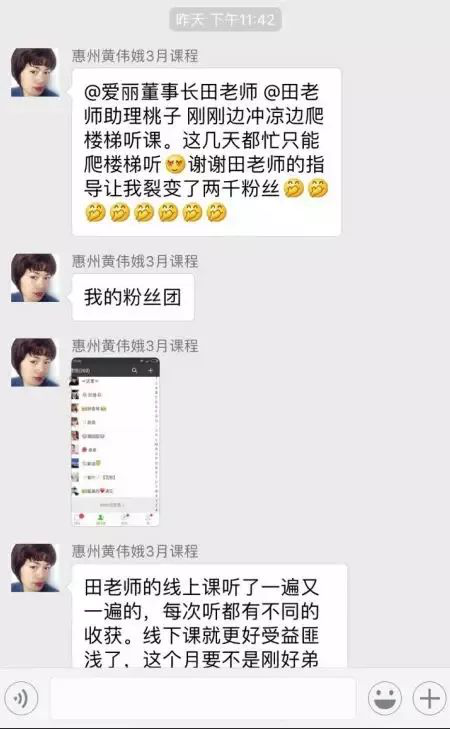 昨天 下午11:42
惠州黄伟娥3月课程
@爱丽董事长田老师 @田老
师助理桃子 刚刚边冲凉边爬
楼梯听课。这几天都忙只能
爬楼梯听😍谢谢田老师的指
导让我裂变了两千粉丝🤣🤣
🤣🤣🤣🤣🤣🤣
惠州黄伟娥3月课程
我的粉丝团
惠州黄伟娥3月课程
惠州黄伟娥3月课程
田老师的线上课听了一遍又
一遍的，每次听都有不同的
收获。线下课就更好受益匪
浅了，这个月要不是刚好弟